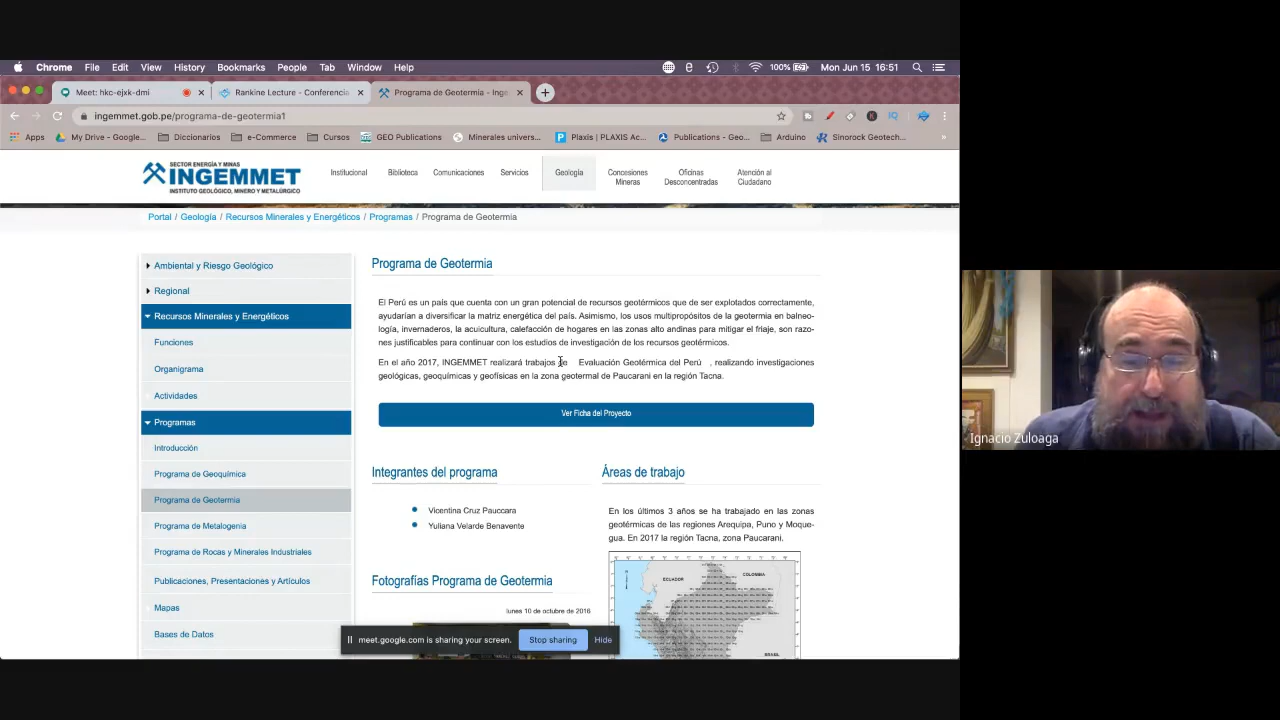 Chrome File Edit View History Bookmarks People Tab Window Help 100% Mon Jun 15 16:51
Meet: hkc-ejxk-dmi Rankine Lecture - Conferencia Programa de Geotermia - Inge
ingemmet.gob.pe/programa-de-geotermia1
Apps My Drive - Google... Diccionarios e-Commerce Cursos GEO Publications Minerales univers... Plaxis | PLAXIS Ac... Publications - Geo... Arduino Sinorock Geotech... »
SECTOR ENERGÍA Y MINAS
INGEMMET
INSTITUTO GEOLÓGICO, MINERO Y METALÚRGICO
Institucional Biblioteca Comunicaciones Servicios Geología Concesiones Mineras Oficinas Desconcentradas Atención al Ciudadano
Portal / Geología / Recursos Minerales y Energéticos / Programas / Programa de Geotermia
Ambiental y Riesgo Geológico
Regional
Recursos Minerales y Energéticos
Funciones
Organigrama
Actividades
Programas
Introducción
Programa de Geoquímica
Programa de Geotermia
Programa de Metalogenia
Programa de Rocas y Minerales Industriales
Publicaciones, Presentaciones y Artículos
Mapas
Bases de Datos
Programa de Geotermia
El Perú es un país que cuenta con un gran potencial de recursos geotérmicos que de ser explotados correctamente,
ayudarían a diversificar la matriz energética del país. Asimismo, los usos multipropósitos de la geotermia en balneo-
logía, invernaderos, la acuicultura, calefacción de hogares en las zonas alto andinas para mitigar el friaje, son razo-
nes justificables para continuar con los estudios de investigación de los recursos geotérmicos.
En el año 2017, INGEMMET realizará trabajos de Evaluación Geotérmica del Perú , realizando investigaciones
geológicas, geoquímicas y geofísicas en la zona geotermal de Paucarani en la región Tacna.
Ver Ficha del Proyecto
Integrantes del programa
Vicentina Cruz Pauccara
Yuliana Velarde Benavente
Fotografías Programa de Geotermia
lunes 10 de octubre de 2016
Áreas de trabajo
En los últimos 3 años se ha trabajado en las zonas
geotérmicas de las regiones Arequipa, Puno y Moque-
gua. En 2017 la región Tacna, zona Paucarani.
ECUADOR COLOMBIA
BRASIL
meet.google.com is sharing your screen. Stop sharing Hide
Ignacio Zuloaga